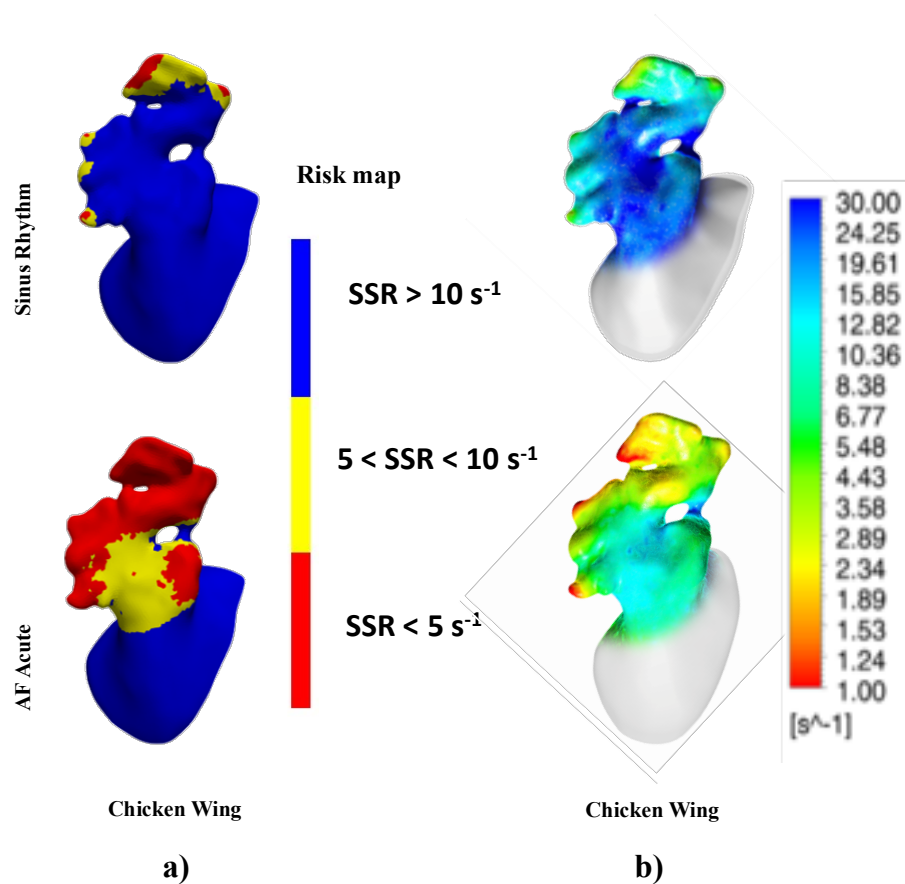 Sinus Rhythm
AF Acute
Risk map
SSR > 10 s⁻¹
5 < SSR < 10 s⁻¹
SSR < 5 s⁻¹
30.00
24.25
19.61
15.85
12.82
10.36
8.38
6.77
5.48
4.43
3.58
2.89
2.34
1.89
1.53
1.24
1.00
[s^-1]
Chicken Wing
Chicken Wing
a)
b)